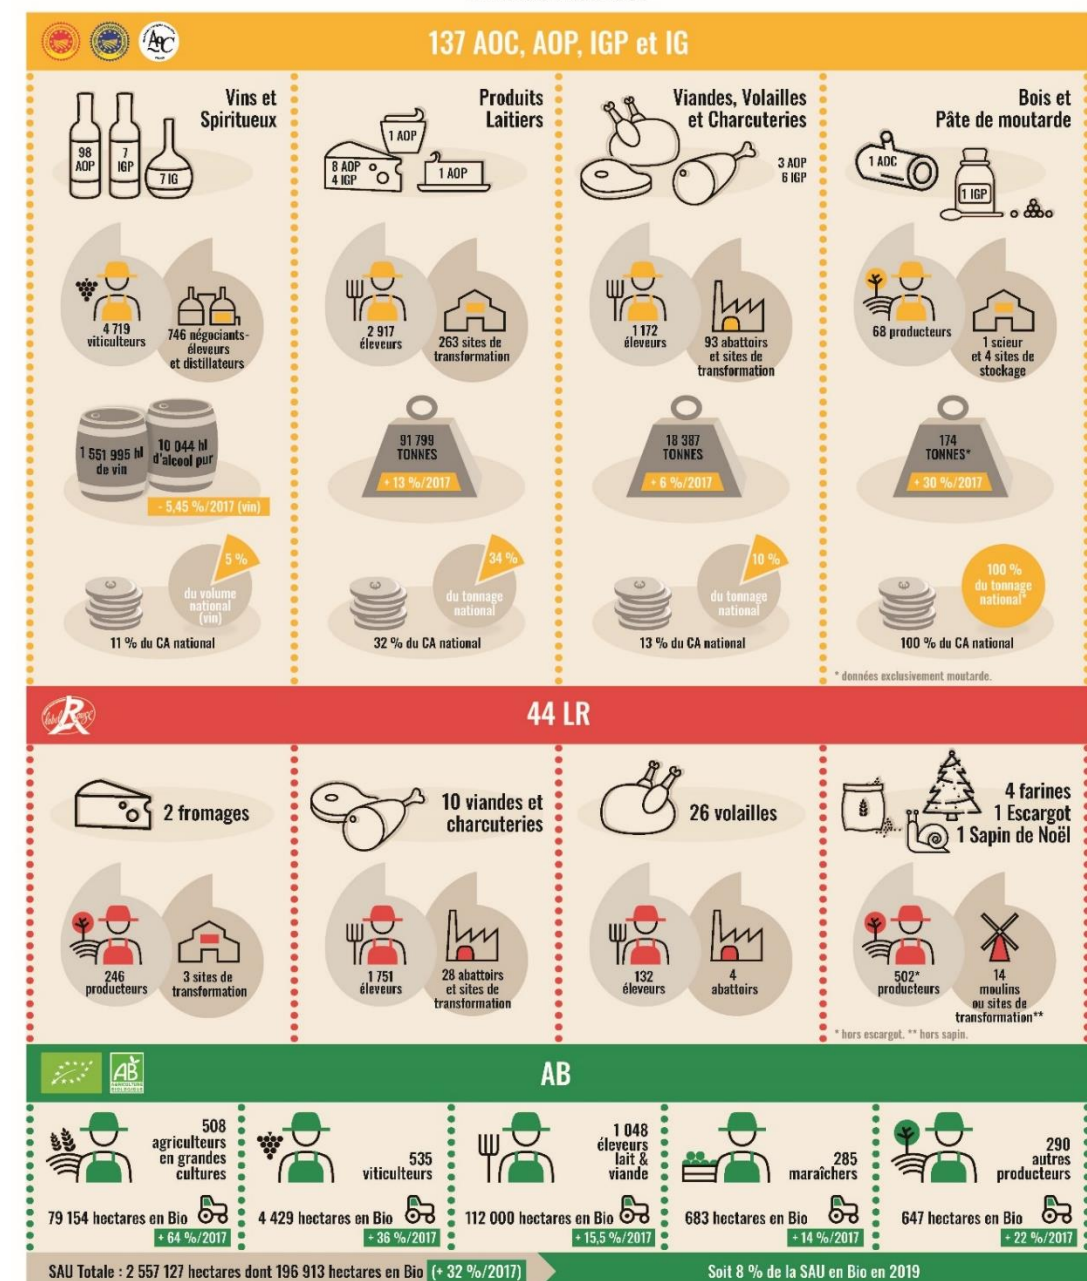 AOC
137 AOC, AOP, IGP et IG
Vins et
Spiritueux
98
AOP
7
IGP
7 IG
4 719
viticulteurs
746 négociants-
éleveurs
et distillateurs
1 551 995 hl
de vin
10 044 hl
d'alcool pur
- 5,45 %/2017 (vin)
5 %
du volume
national
(vin)
11 % du CA national
Produits
Laitiers
1 AOP
8 AOP
4 IGP
1 AOP
2 917
éleveurs
263 sites de
transformation
91 799
TONNES
+ 13 %/2017
34 %
du tonnage
national
32 % du CA national
Viandes, Volailles
et Charcuteries
3 AOP
6 IGP
1 172
éleveurs
93 abattoirs
et sites de
transformation
18 387
TONNES
+ 6 %/2017
10 %
du tonnage
national
13 % du CA national
Bois et
Pâte de moutarde
1 AOC
1 IGP
68 producteurs
1 scieur
et 4 sites de
stockage
174
TONNES*
+ 30 %/2017
100 %
du tonnage
national*
100 % du CA national
* données exclusivement moutarde.
label Rouge
44 LR
2 fromages
246
producteurs
3 sites de
transformation
10 viandes et
charcuteries
1 751
éleveurs
28 abattoirs
et sites de
transformation
26 volailles
132
éleveurs
4
abattoirs
4 farines
1 Escargot
1 Sapin de Noël
502*
producteurs
14
moulins
ou sites de
transformation**
* hors escargot. ** hors sapin.
AB
AGRICULTURE
BIOLOGIQUE
AB
508
agriculteurs
en grandes
cultures
79 154 hectares en Bio
+ 64 %/2017
535
viticulteurs
4 429 hectares en Bio
+ 36 %/2017
1 048
éleveurs
lait &
viande
112 000 hectares en Bio
+ 15,5 %/2017
285
maraîchers
683 hectares en Bio
+ 14 %/2017
290
autres
producteurs
647 hectares en Bio
+ 22 %/2017
SAU Totale : 2 557 127 hectares dont 196 913 hectares en Bio (+ 32 %/2017)
Soit 8 % de la SAU en Bio en 2019